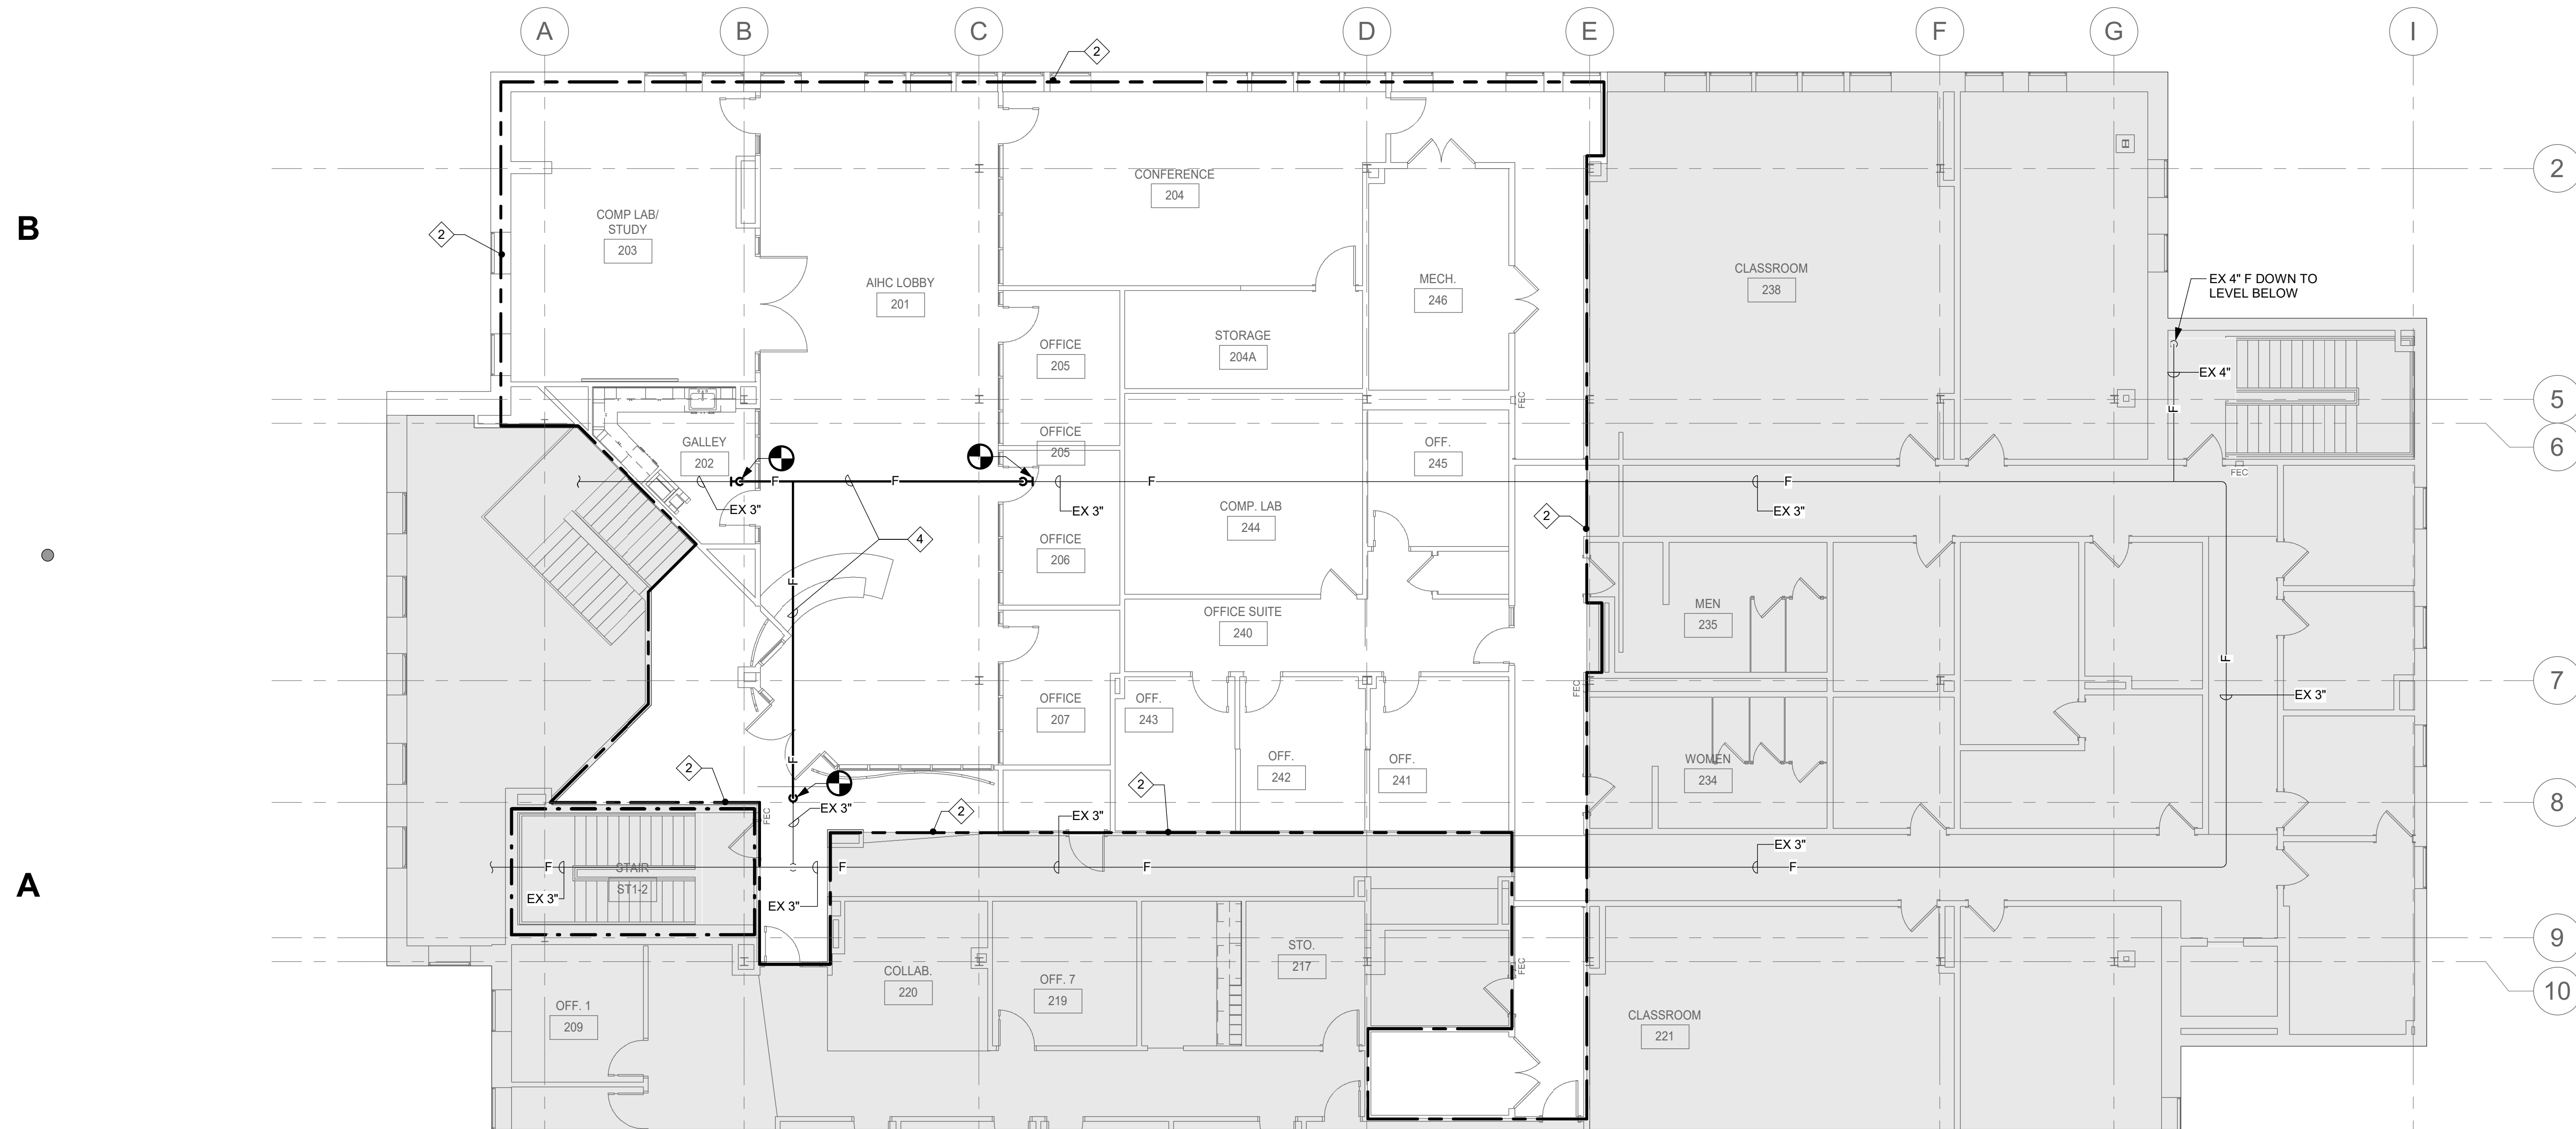 A
B
C
D
E
F
G
I
2
2
CONFERENCE
204
COMP LAB/
STUDY
203
B
2
CLASSROOM
238
MECH.
246
AIHC LOBBY
201
EX 4" F DOWN TO
LEVEL BELOW
STORAGE
204A
OFFICE
205
EX 4"
F
5
FEC
OFFICE
205
GALLEY
202
OFF.
245
6
FEC
F
F
F
F
EX 3"
EX 3"
EX 3"
2
COMP. LAB
244
4
OFFICE
206
F
MEN
235
OFFICE SUITE
240
F
7
FEC
EX 3"
OFFICE
207
OFF.
243
OFF.
242
OFF.
241
WOMEN
234
F
2
2
2
8
EX 3"
FEC
EX 3"
EX 3"
F
STAIR
ST1-2
F
F
F
EX 3"
EX 3"
A
9
STO.
217
FEC
COLLAB.
220
OFF. 7
219
10
OFF. 1
209
CLASSROOM
221